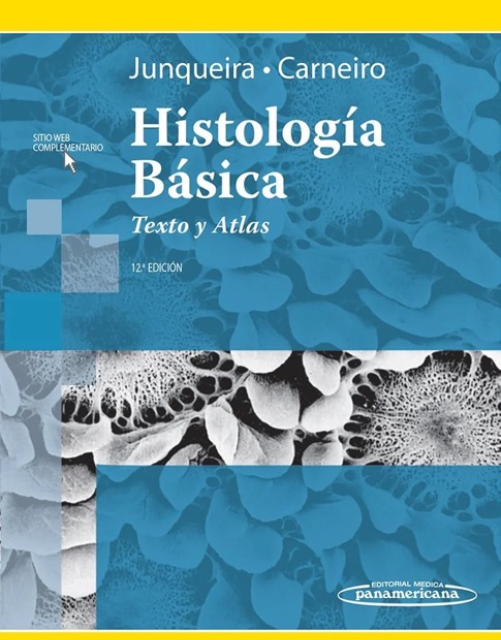 Junqueira • Carneiro
Histología
Básica
Texto y Atlas
SITIO WEB
COMPLEMENTARIO
12.ª EDICIÓN
EDITORIAL MEDICA
panamericana